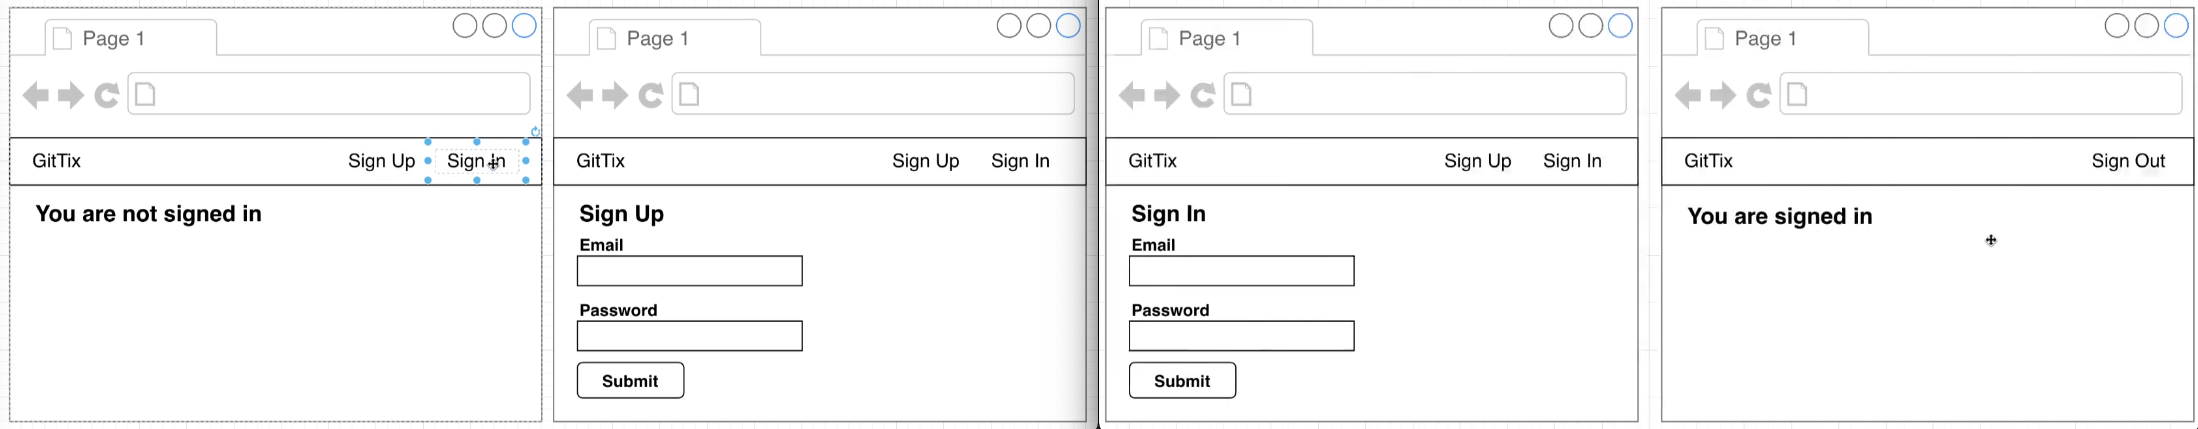 Page 1
GitTix Sign Up Sign In
You are not signed in
Page 1
GitTix Sign Up Sign In
Sign Up
Email
Password
Submit
Page 1
GitTix Sign Up Sign In
Sign In
Email
Password
Submit
Page 1
GitTix Sign Out
You are signed in